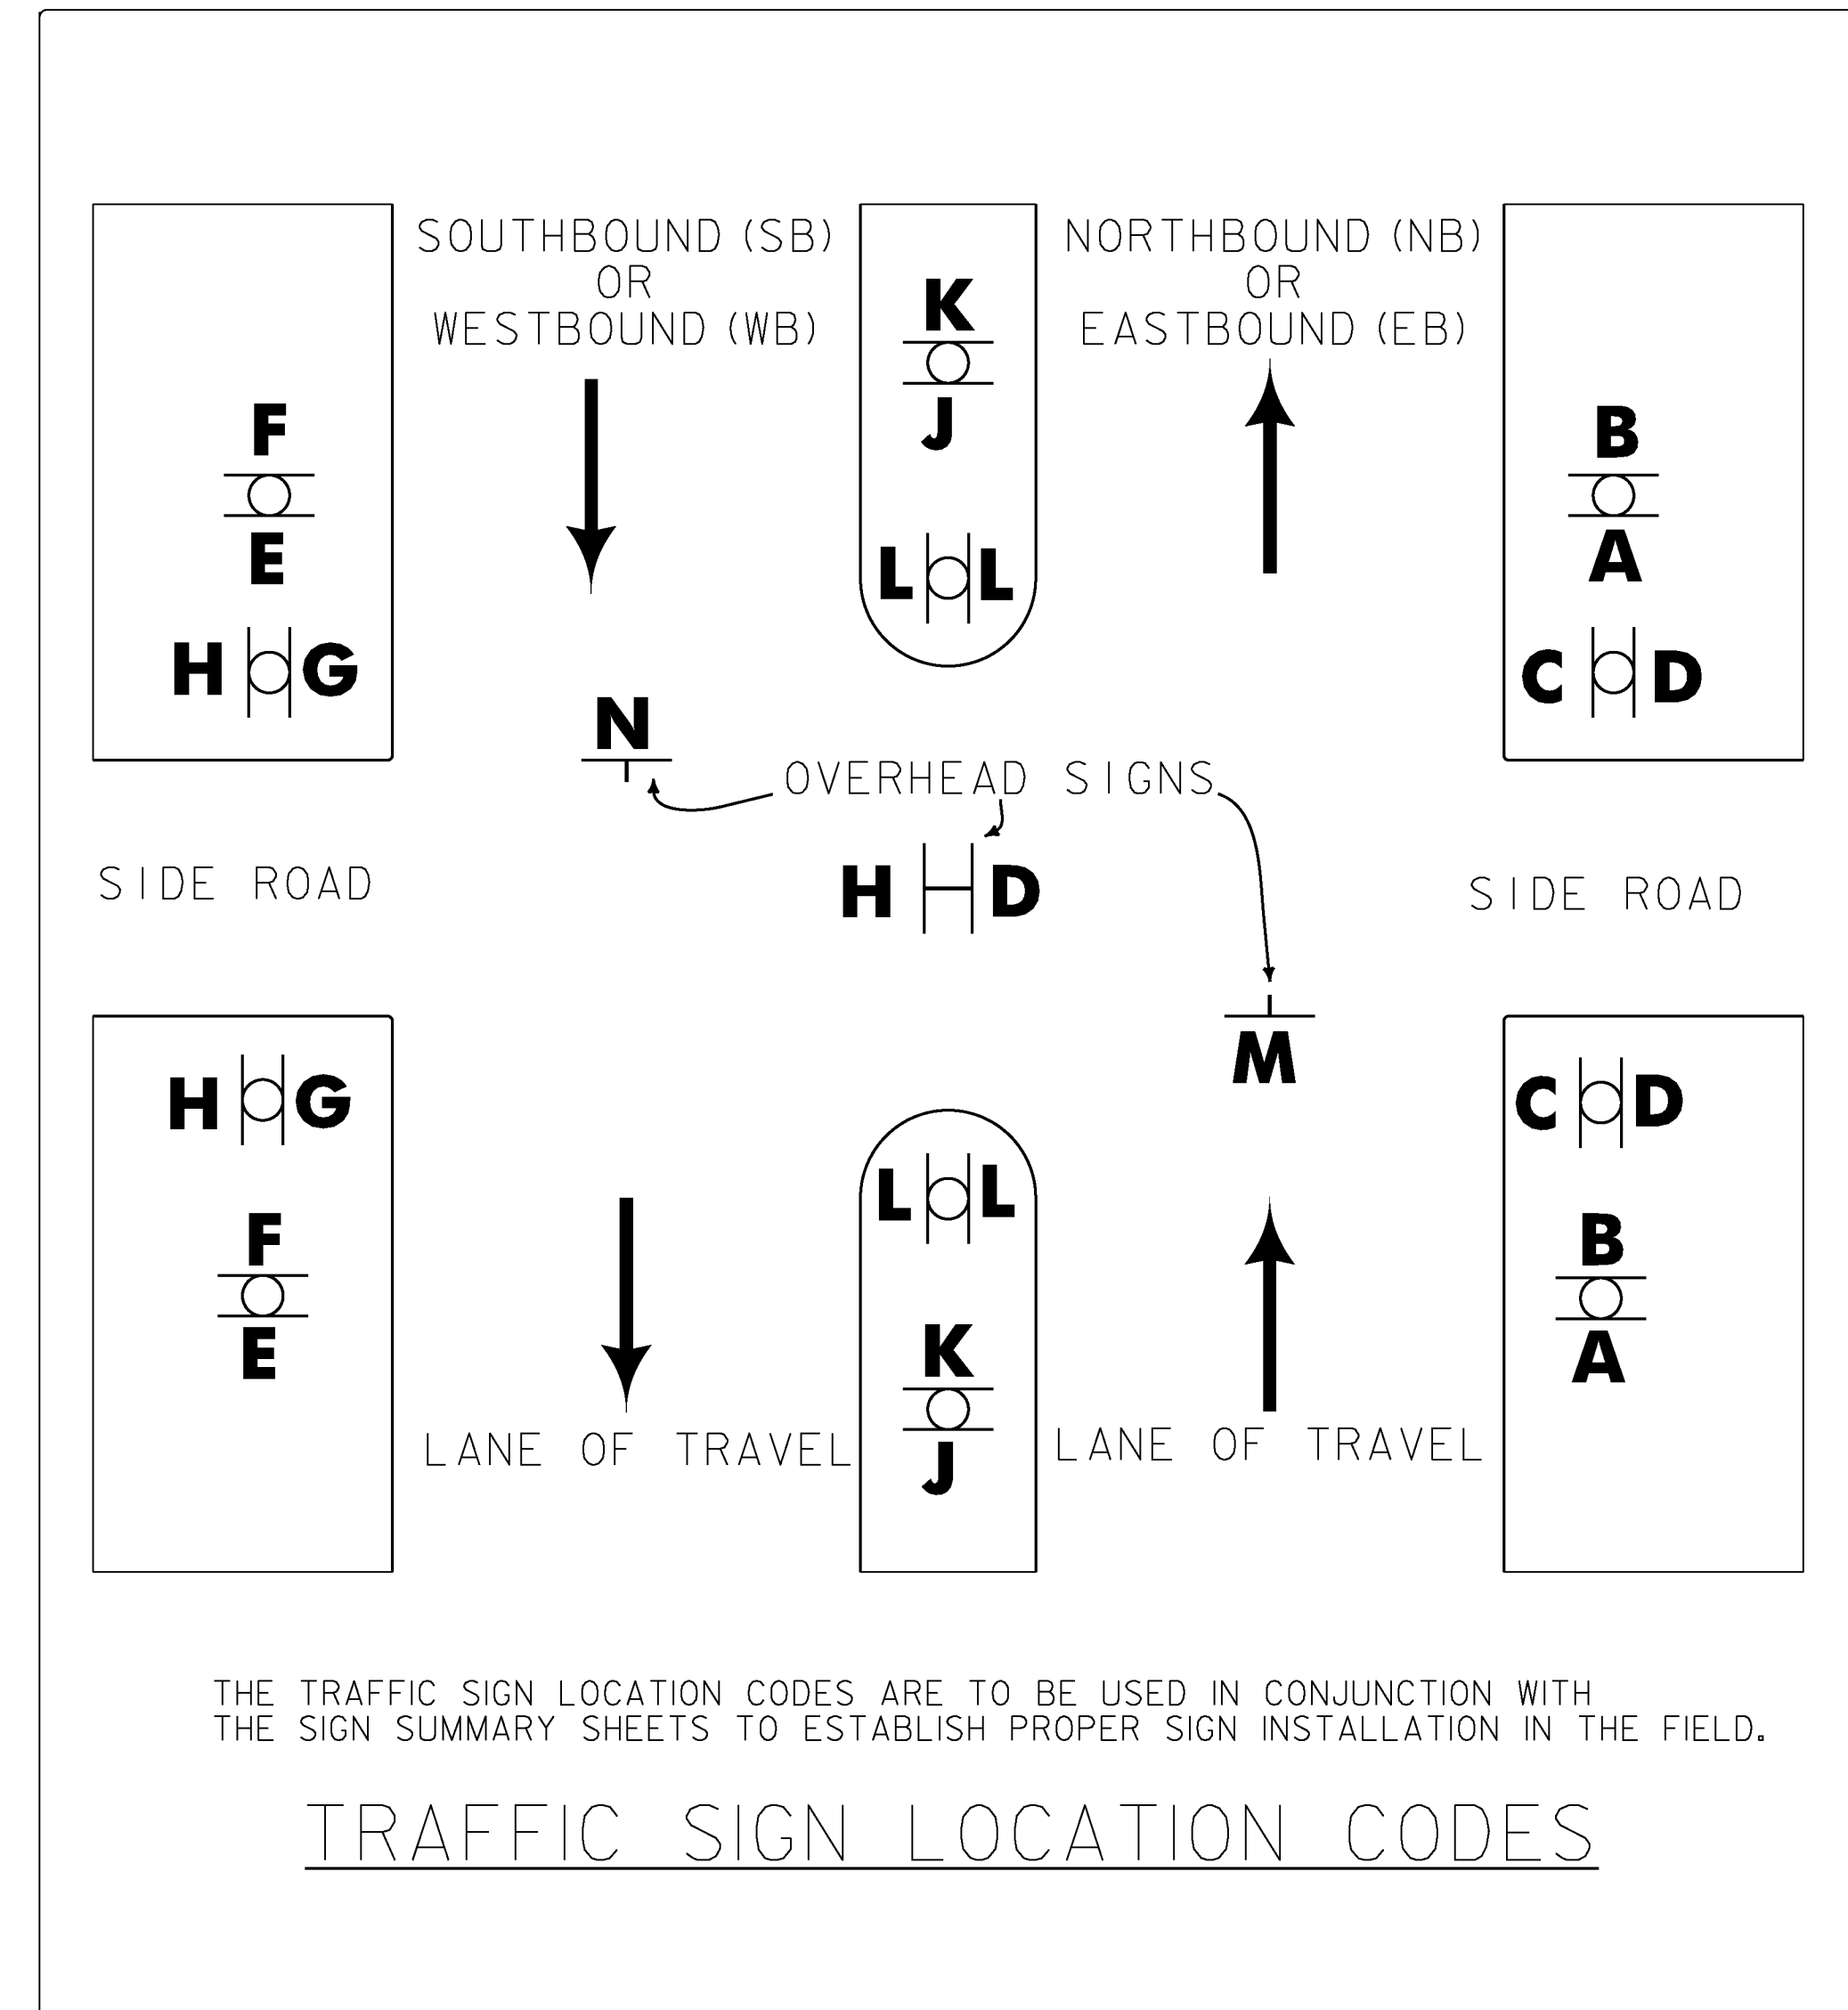 SOUTHBOUND (SB)
OR
WESTBOUND (WB)
NORTHBOUND (NB)
OR
EASTBOUND (EB)
K
J
F
E
B
A
L L
H G
C D
N
OVERHEAD SIGNS
SIDE ROAD
H D
SIDE ROAD
M
H G
C D
L L
F
E
B
A
K
J
LANE OF TRAVEL
LANE OF TRAVEL
THE TRAFFIC SIGN LOCATION CODES ARE TO BE USED IN CONJUNCTION WITH
THE SIGN SUMMARY SHEETS TO ESTABLISH PROPER SIGN INSTALLATION IN THE FIELD.
TRAFFIC SIGN LOCATION CODES